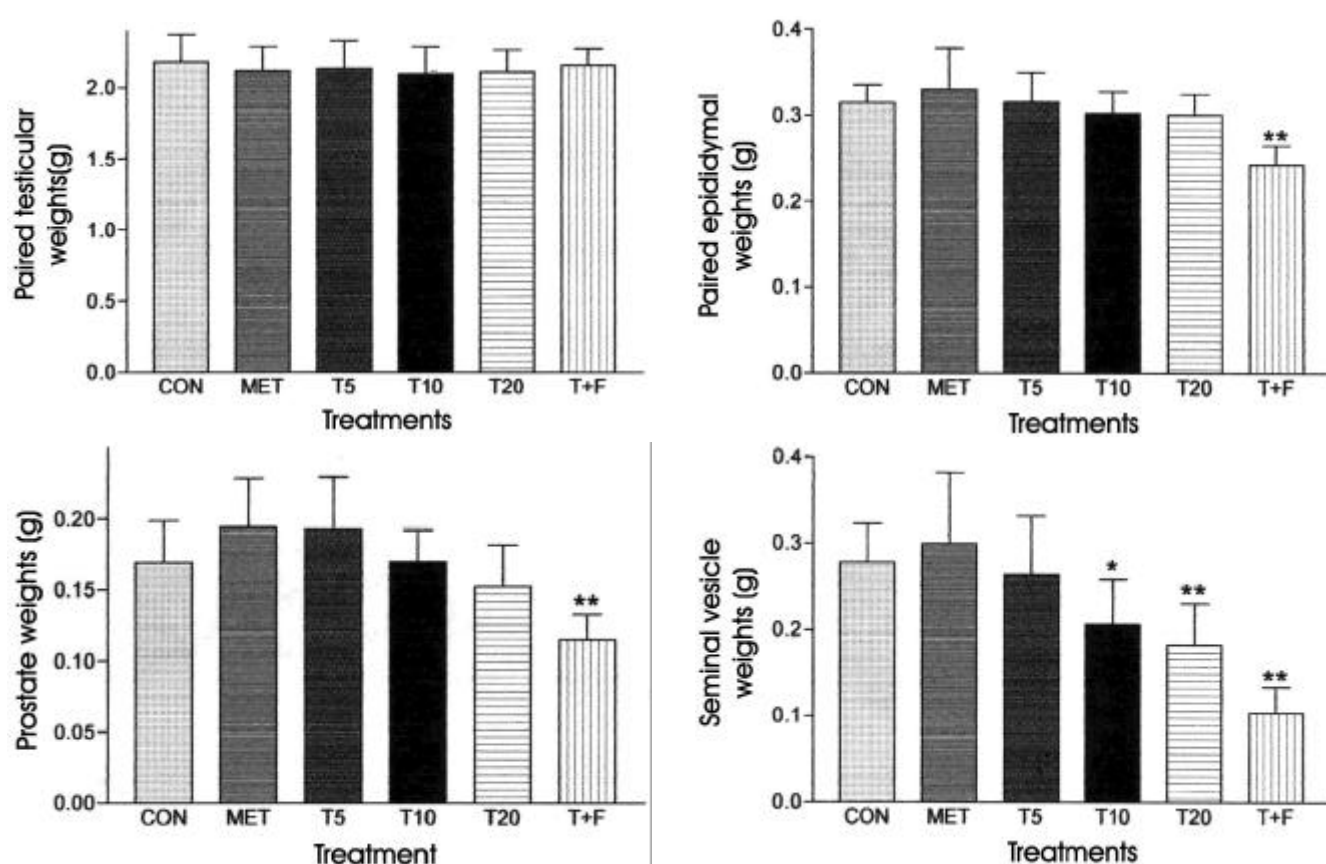 Paired testicular
weights(g)
2.0
1.5
1.0
0.5
0.0
CON MET T5 T10 T20 T+F
Treatments
Paired epididymal
weights (g)
0.4
0.3
0.2
0.1
0.0
**
CON MET T5 T10 T20 T+F
Treatments
Prostate weights (g)
0.20
0.15
0.10
0.05
0.00
**
CON MET T5 T10 T20 T+F
Treatment
Seminal vesicle
weights (g)
0.4
0.3
0.2
0.1
0.0
*
**
**
CON MET T5 T10 T20 T+F
Treatments